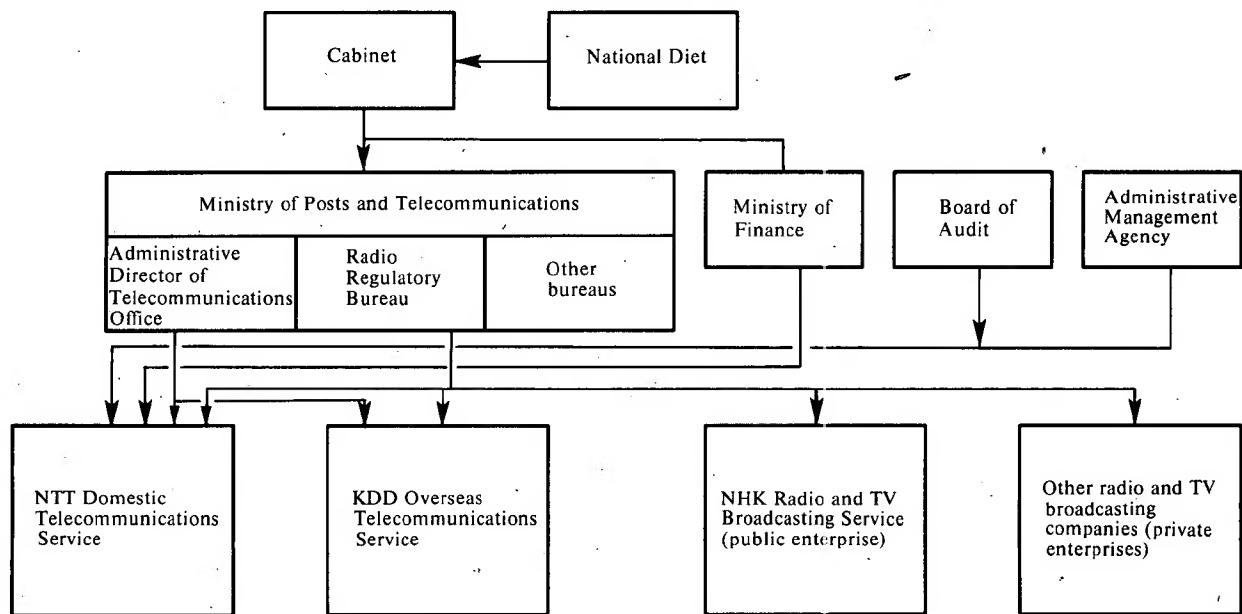 Cabinet
National Diet
Ministry of Posts and Telecommunications
Administrative
Director of
Telecommunications
Office
Radio
Regulatory
Bureau
Other
bureaus
Ministry of
Finance
Board of
Audit
Administrative
Management
Agency
NTT Domestic
Telecommunications
Service
KDD Overseas
Telecommunications
Service
NHK Radio and TV
Broadcasting Service
(public enterprise)
Other radio and TV
broadcasting
companies (private
enterprises)